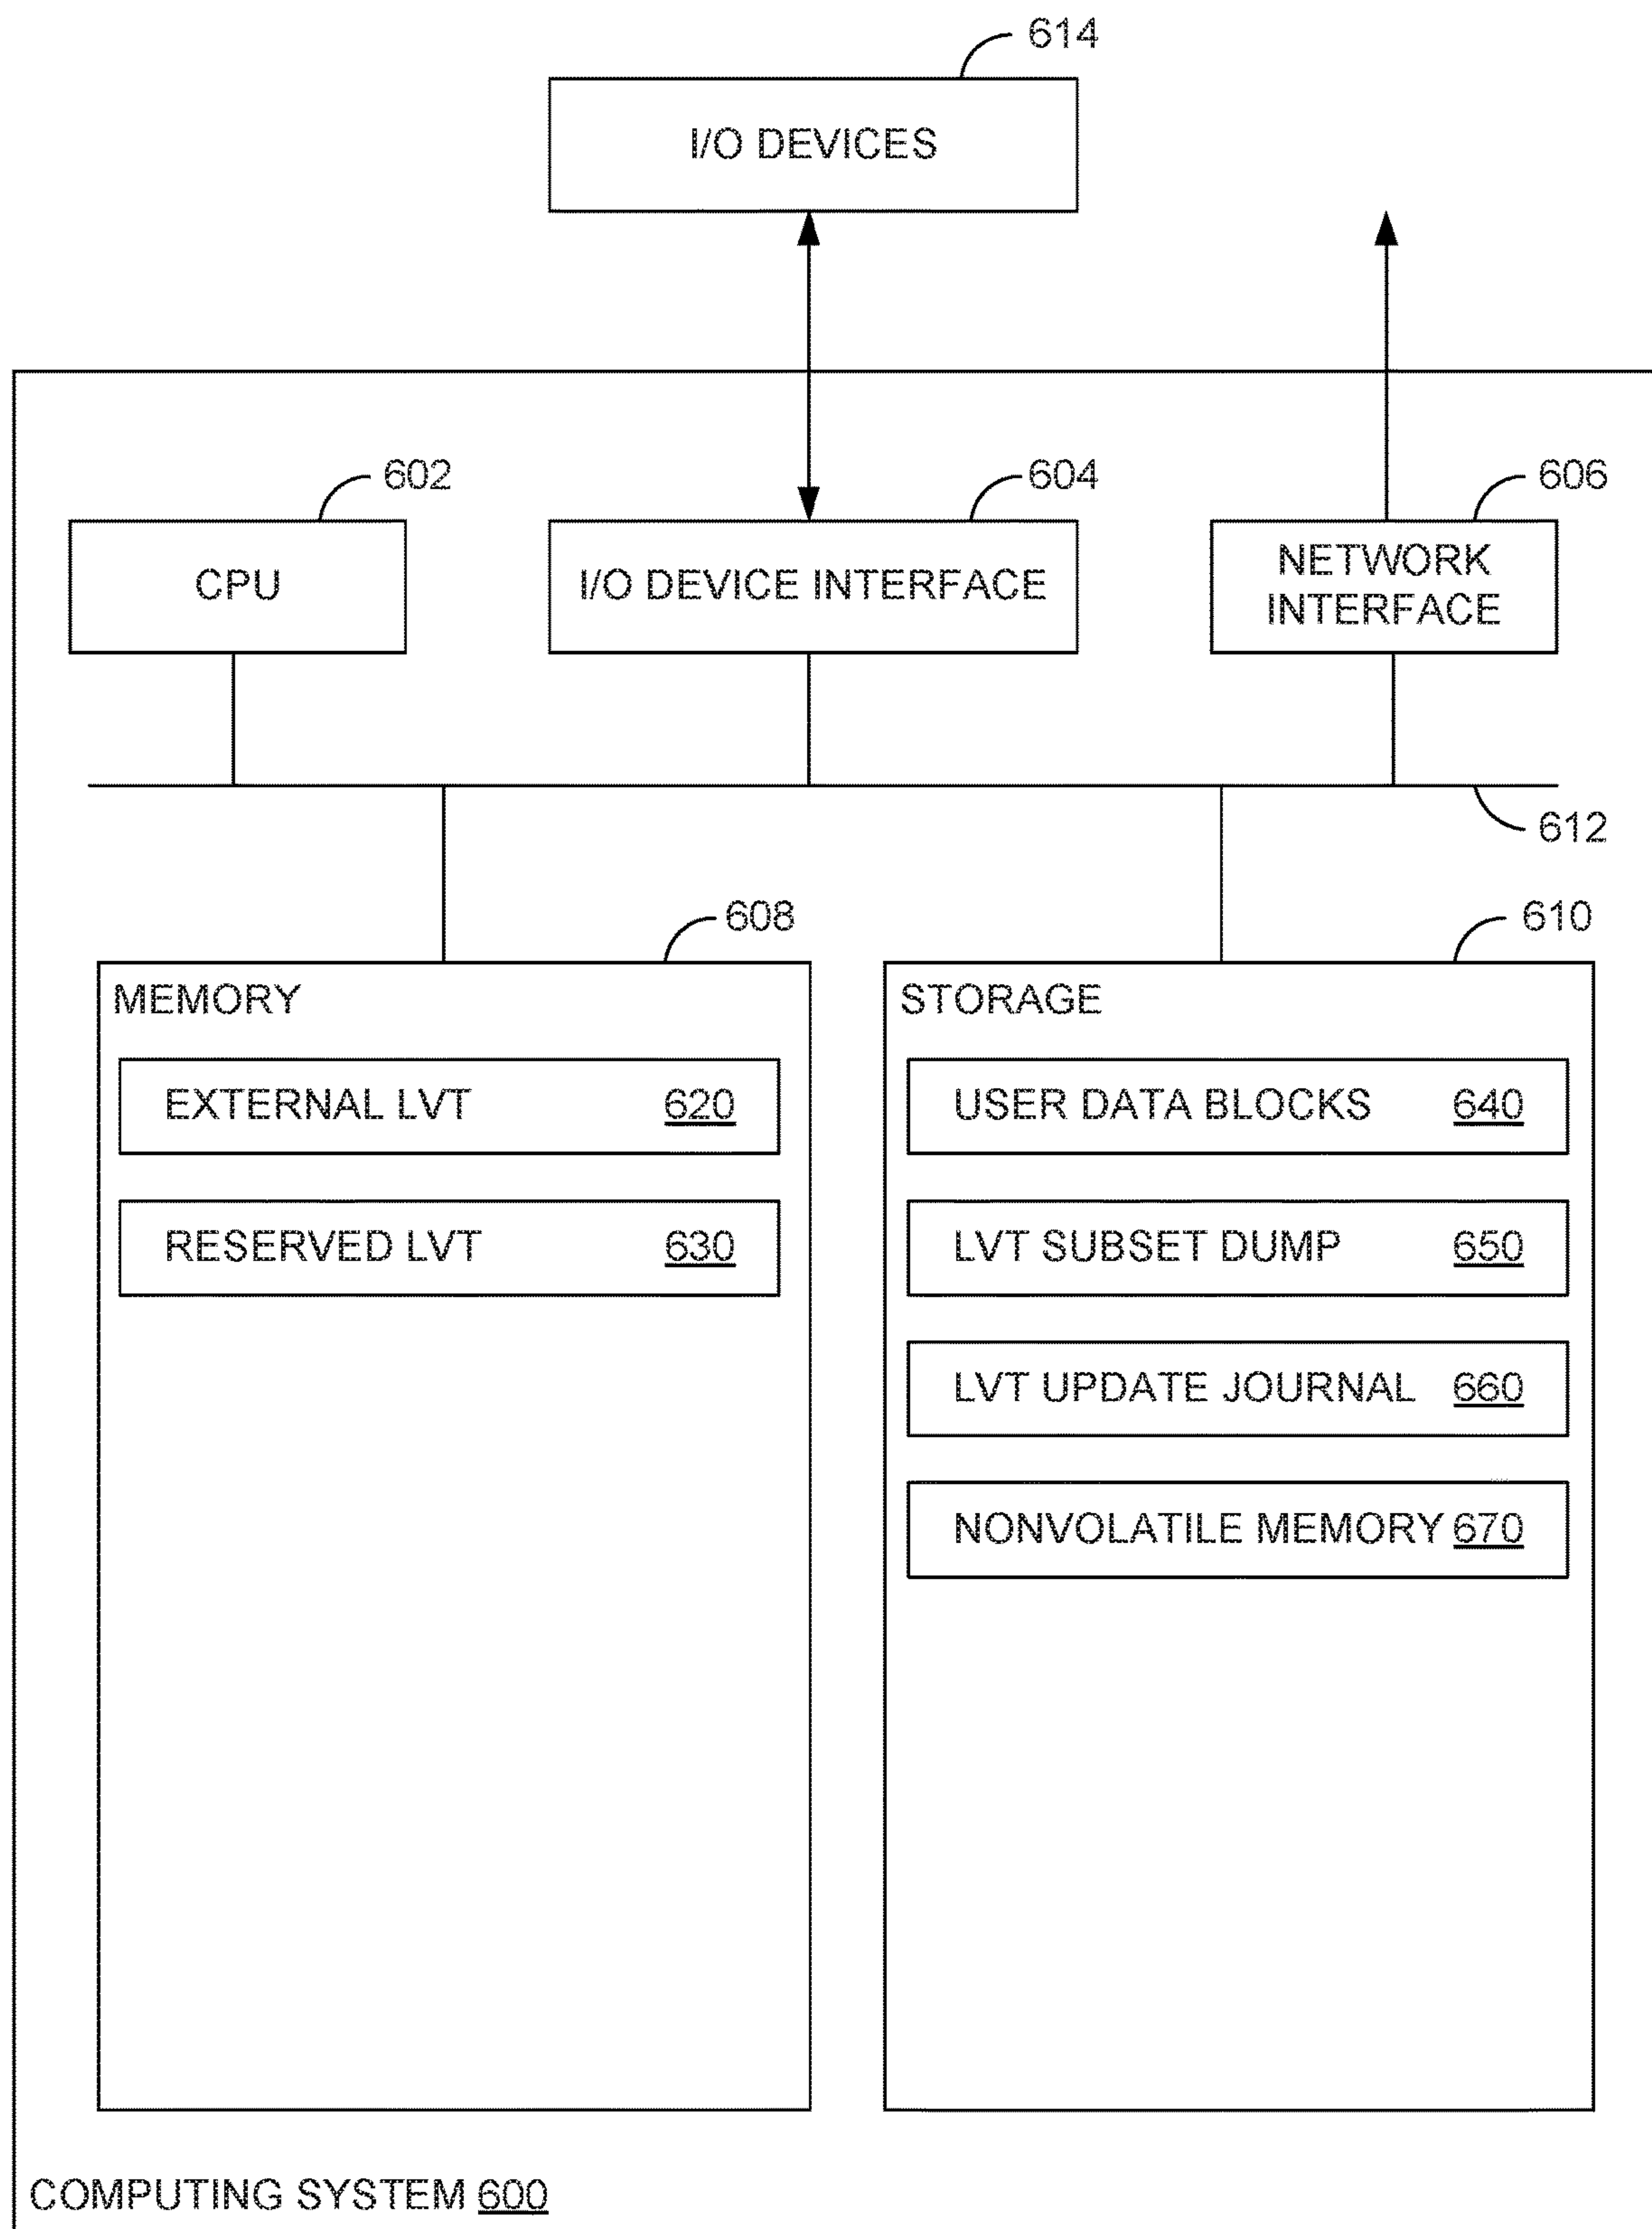 614
I/O DEVICES
602
604
606
CPU
I/O DEVICE INTERFACE
NETWORK
INTERFACE
612
608
610
MEMORY
STORAGE
EXTERNAL LVT 620
USER DATA BLOCKS 640
RESERVED LVT 630
LVT SUBSET DUMP 650
LVT UPDATE JOURNAL 660
NONVOLATILE MEMORY 670
COMPUTING SYSTEM 600